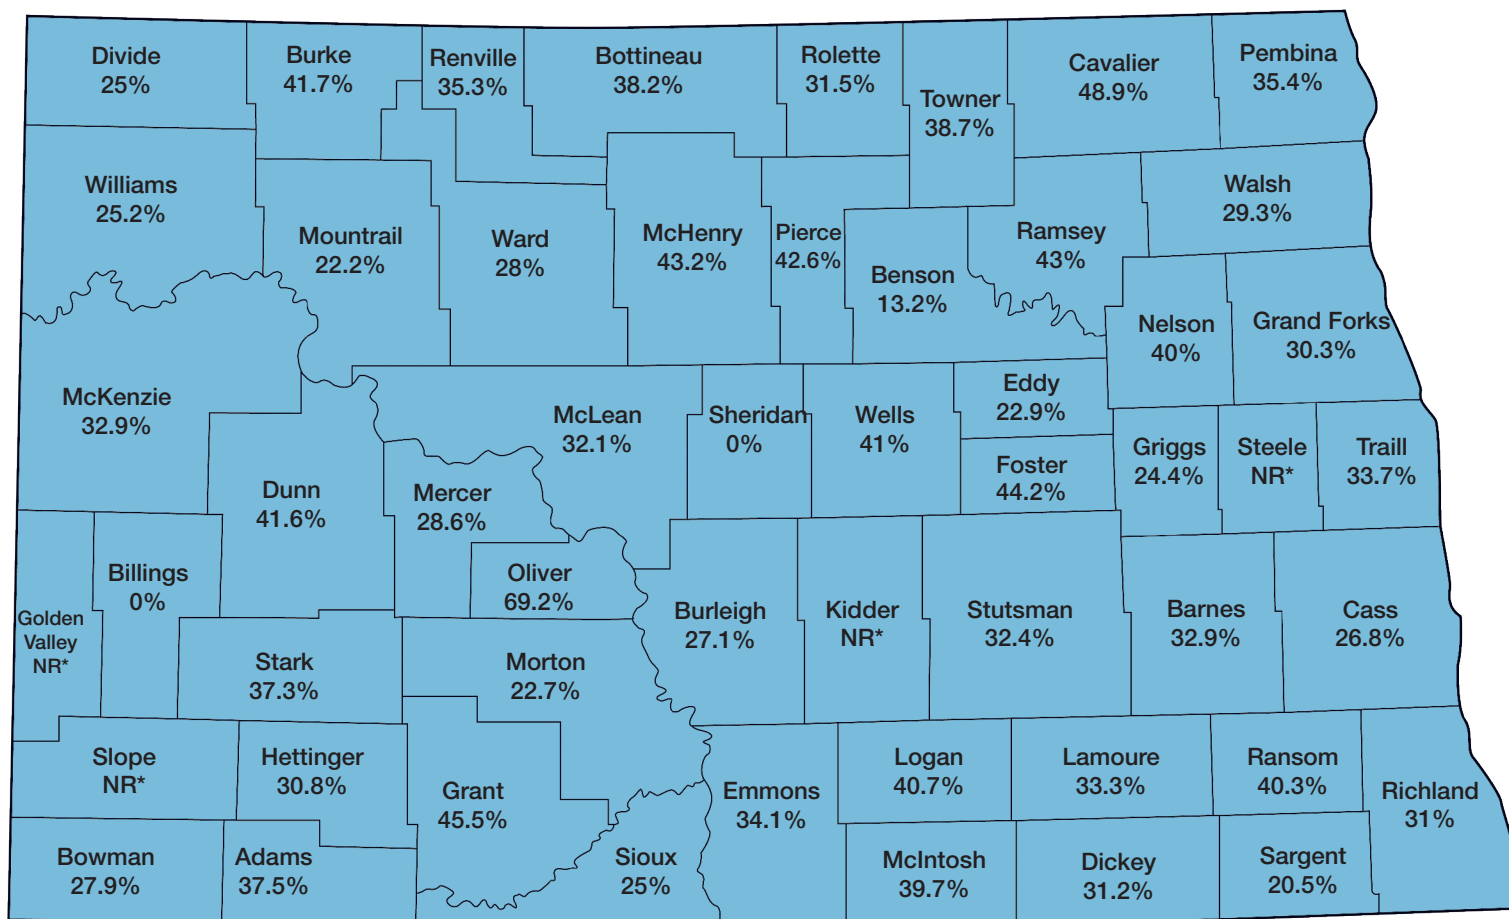 Divide
25%
Burke
41.7%
Renville
35.3%
Bottineau
38.2%
Rolette
31.5%
Towner
38.7%
Cavalier
48.9%
Pembina
35.4%
Williams
25.2%
Mountrail
22.2%
Ward
28%
McHenry
43.2%
Pierce
42.6%
Benson
13.2%
Ramsey
43%
Walsh
29.3%
Nelson
40%
Grand Forks
30.3%
McKenzie
32.9%
Dunn
41.6%
Mercer
28.6%
McLean
32.1%
Sheridan
0%
Wells
41%
Eddy
22.9%
Foster
44.2%
Griggs
24.4%
Steele
NR*
Traill
33.7%
Golden
Valley
NR*
Billings
0%
Stark
37.3%
Oliver
69.2%
Morton
22.7%
Burleigh
27.1%
Kidder
NR*
Stutsman
32.4%
Barnes
32.9%
Cass
26.8%
Slope
NR*
Hettinger
30.8%
Grant
45.5%
Emmons
34.1%
Logan
40.7%
Lamoure
33.3%
Ransom
40.3%
Richland
31%
Bowman
27.9%
Adams
37.5%
Sioux
25%
McIntosh
39.7%
Dickey
31.2%
Sargent
20.5%